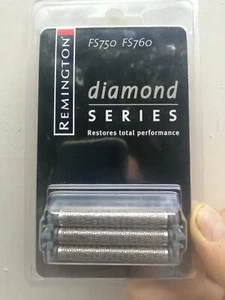 REMINGTON
FS750 FS760
diamond
SERIES
Restores total performance